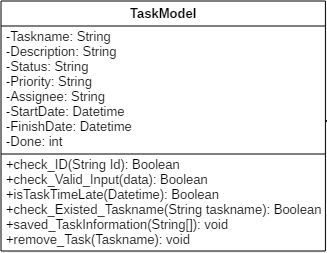 TaskModel
-Taskname: String
-Description: String
-Status: String
-Priority: String
-Assignee: String
-StartDate: Datetime
-FinishDate: Datetime
-Done: int
+check_ID(String Id): Boolean
+check_Valid_Input(data): Boolean
+isTaskTimeLate(Datetime): Boolean
+check_Existed_Taskname(String taskname): Boolean
+saved_TaskInformation(String[]): void
+remove_Task(Taskname): void